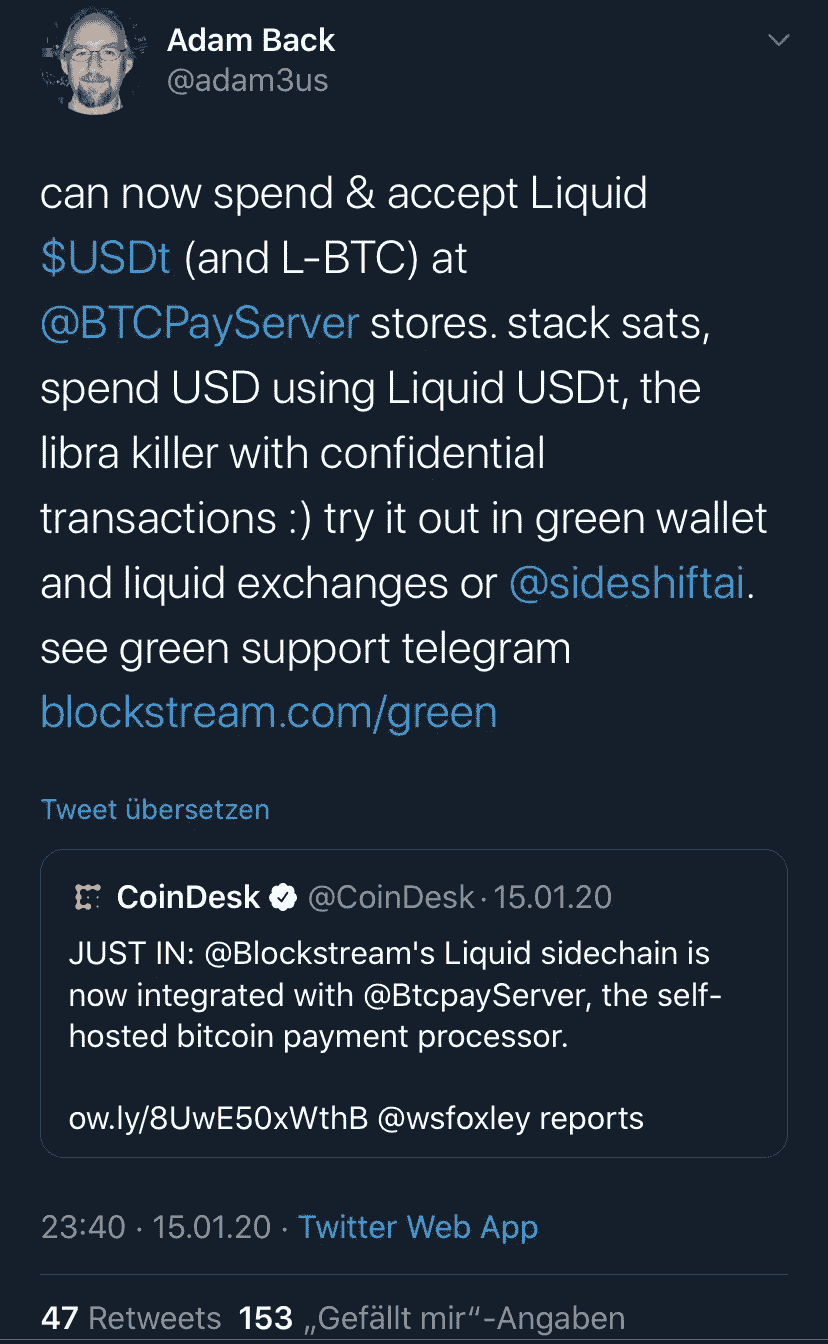 Adam Back
@adam3us
can now spend & accept Liquid
$USDt (and L-BTC) at
@BTCPayServer stores. stack sats,
spend USD using Liquid USDt, the
libra killer with confidential
transactions :) try it out in green wallet
and liquid exchanges or @sideshiftai.
see green support telegram
blockstream.com/green
Tweet übersetzen
CoinDesk @CoinDesk · 15.01.20
JUST IN: @Blockstream's Liquid sidechain is
now integrated with @BtcpayServer, the self-
hosted bitcoin payment processor.
ow.ly/8UwE50xWthB @wsfoxley reports
23:40 · 15.01.20 · Twitter Web App
47 Retweets 153 „Gefällt mir“-Angaben